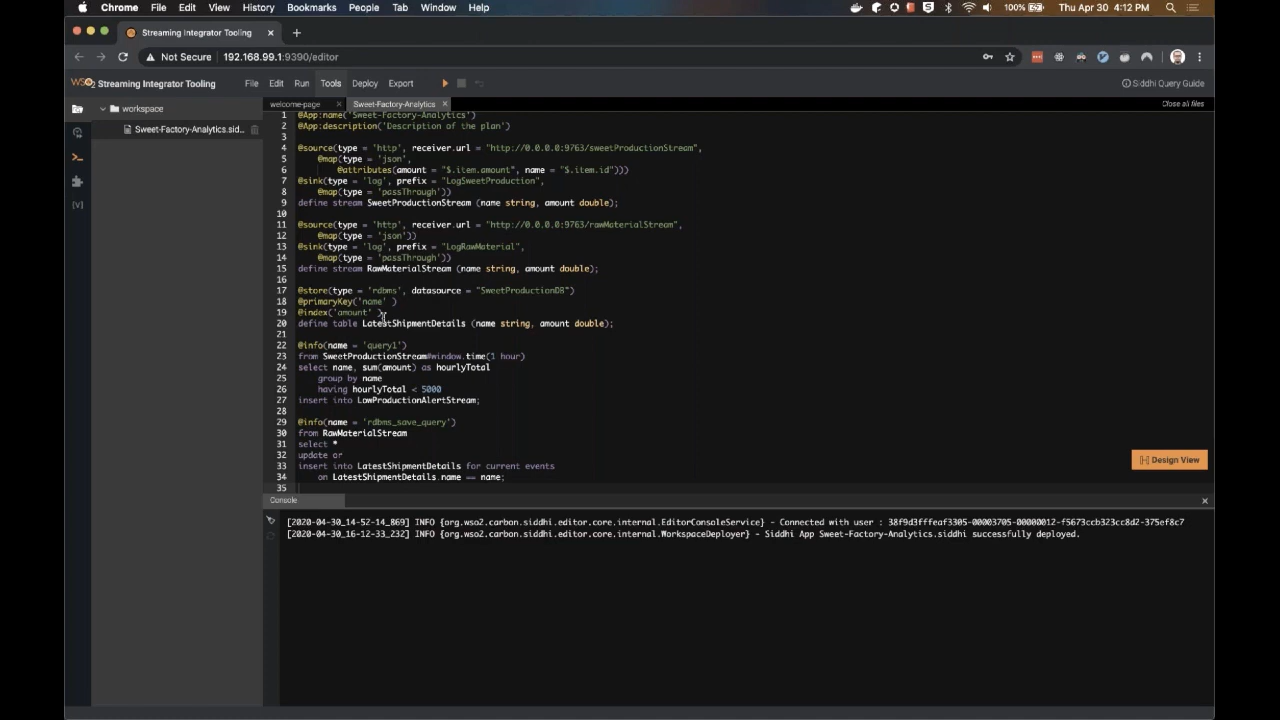 Chrome File Edit View History Bookmarks People Tab Window Help 100% Thu Apr 30 4:12 PM
Streaming Integrator Tooling
Not Secure 192.168.99.1:9390/editor
WSO2 Streaming Integrator Tooling File Edit Run Tools Deploy Export Siddhi Query Guide
workspace welcome-page Sweet-Factory-Analytics Close all files
Sweet-Factory-Analytics.sid...
1 @App:name('Sweet-Factory-Analytics')
2 @App:description('Description of the plan')
3
4 @source(type = 'http', receiver.url = "http://0.0.0.0:9763/sweetProductionStream",
5 @map(type = 'json',
6 @attributes(amount = "$.item.amount", name = "$.item.id")))
7 @sink(type = 'log', prefix = "LogSweetProduction",
8 @map(type = 'passThrough'))
9 define stream SweetProductionStream (name string, amount double);
10
11 @source(type = 'http', receiver.url = "http://0.0.0.0:9763/rawMaterialStream",
12 @map(type = 'json'))
13 @sink(type = 'log', prefix = "LogRawMaterial",
14 @map(type = 'passThrough'))
15 define stream RawMaterialStream (name string, amount double);
16
17 @store(type = 'rdbms', datasource = "SweetProductionDB")
18 @primaryKey('name' )
19 @index('amount' )
20 define table LatestShipmentDetails (name string, amount double);
21
22 @info(name = 'query1')
23 from SweetProductionStream#window.time(1 hour)
24 select name, sum(amount) as hourlyTotal
25 group by name
26 having hourlyTotal < 5000
27 insert into LowProductionAlertStream;
28
29 @info(name = 'rdbms_save_query')
30 from RawMaterialStream
31 select *
32 update or
33 insert into LatestShipmentDetails for current events
34 on LatestShipmentDetails.name == name;
35
Design View
Console
[2020-04-30_14-52-14_869] INFO {org.wso2.carbon.siddhi.editor.core.internal.EditorConsoleService} - Connected with user : 38f9d3fffeaf3305-00003705-00000012-f5673ccb323cc8d2-375ef8c7
[2020-04-30_16-12-33_232] INFO {org.wso2.carbon.siddhi.editor.core.internal.WorkspaceDeployer} - Siddhi App Sweet-Factory-Analytics.siddhi successfully deployed.